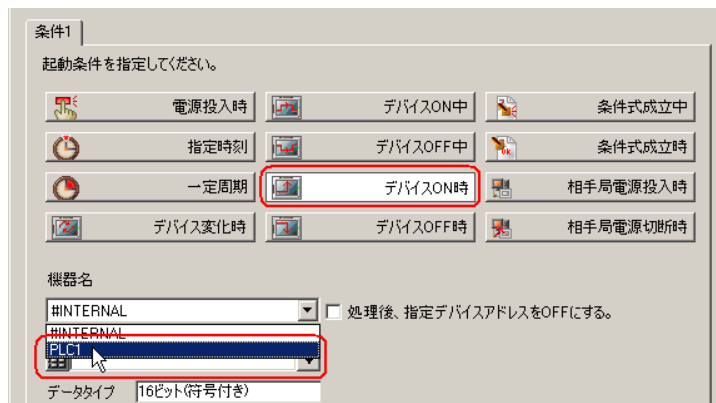 条件1
起動条件を指定してください。
電源投入時 デバイスON中 条件式成立中
指定時刻 デバイスOFF中 条件式成立時
一定周期 デバイスON時 相手局電源投入時
デバイス変化時 デバイスOFF時 相手局電源切断時
機器名
#INTERNAL 処理後、指定デバイスアドレスをOFFにする。
#INTERNAL
PLC1
データタイプ 16ビット(符号付き)